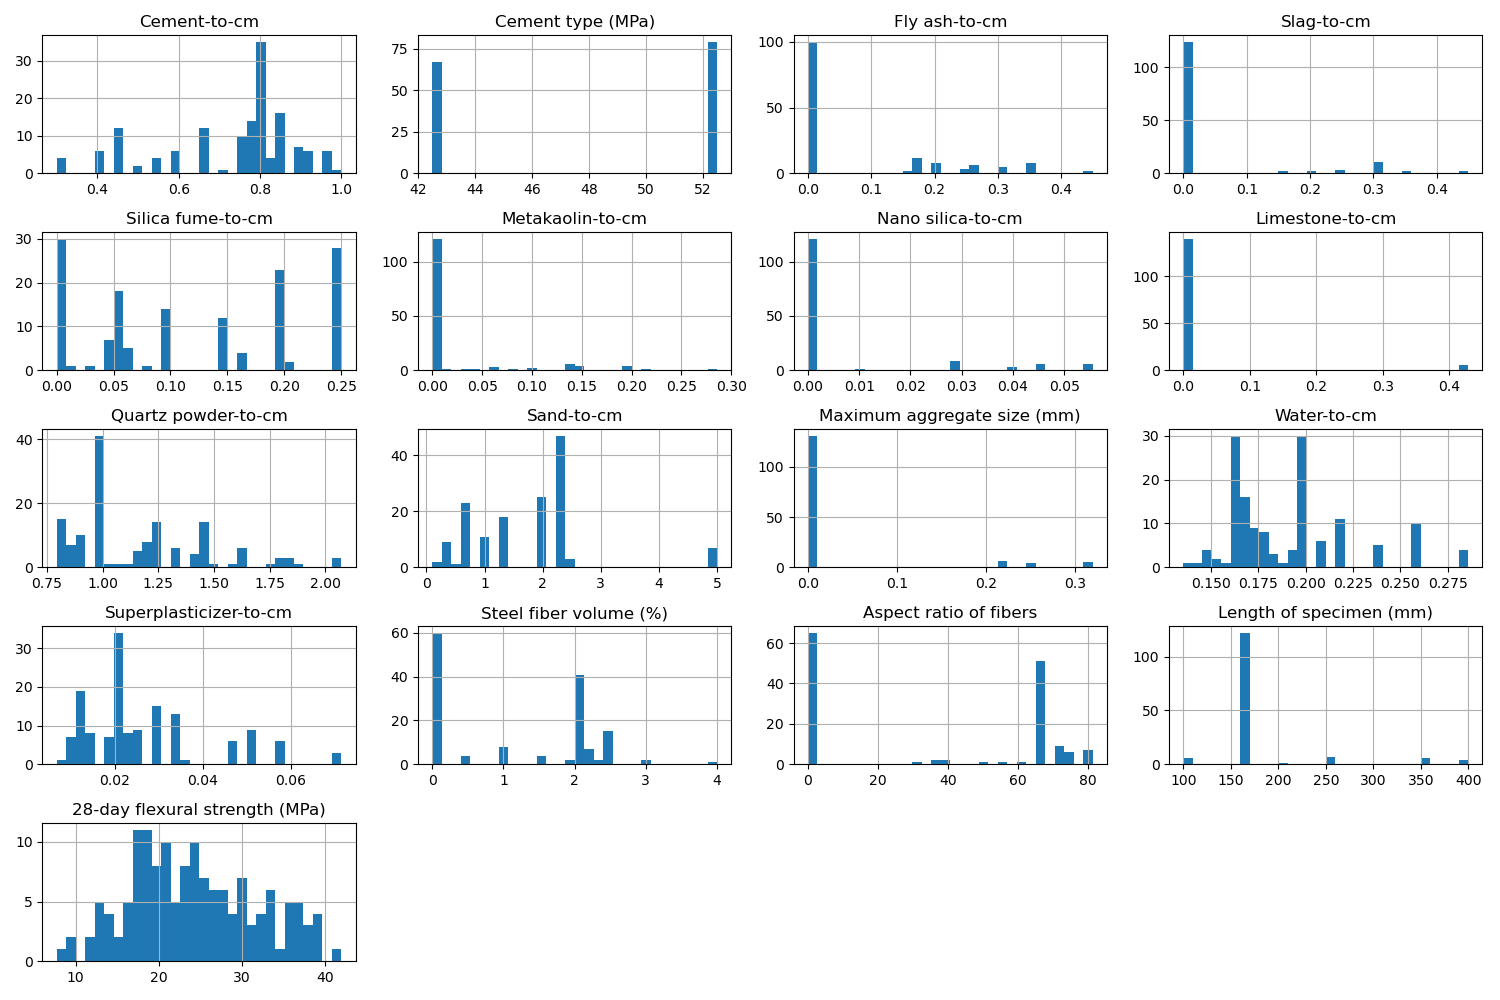 Cement-to-cm
Cement type (MPa)
Fly ash-to-cm
Slag-to-cm
30
20
10
0
0.4 0.6 0.8 1.0
75
50
25
0
42 44 46 48 50 52
100
50
0
0.0 0.1 0.2 0.3 0.4
100
50
0
0.0 0.1 0.2 0.3 0.4
Silica fume-to-cm
Metakaolin-to-cm
Nano silica-to-cm
Limestone-to-cm
30
20
10
0
0.00 0.05 0.10 0.15 0.20 0.25
100
50
0
0.00 0.05 0.10 0.15 0.20 0.25 0.30
100
50
0
0.00 0.01 0.02 0.03 0.04 0.05
100
50
0
0.0 0.1 0.2 0.3 0.4
Quartz powder-to-cm
Sand-to-cm
Maximum aggregate size (mm)
Water-to-cm
40
20
0
0.75 1.00 1.25 1.50 1.75 2.00
40
20
0
0 1 2 3 4 5
100
50
0
0.0 0.1 0.2 0.3
30
20
10
0
0.150 0.175 0.200 0.225 0.250 0.275
Superplasticizer-to-cm
Steel fiber volume (%)
Aspect ratio of fibers
Length of specimen (mm)
30
20
10
0
0.02 0.04 0.06
60
40
20
0
0 1 2 3 4
60
40
20
0
0 20 40 60 80
100
50
0
100 150 200 250 300 350 400
28-day flexural strength (MPa)
10
5
0
10 20 30 40